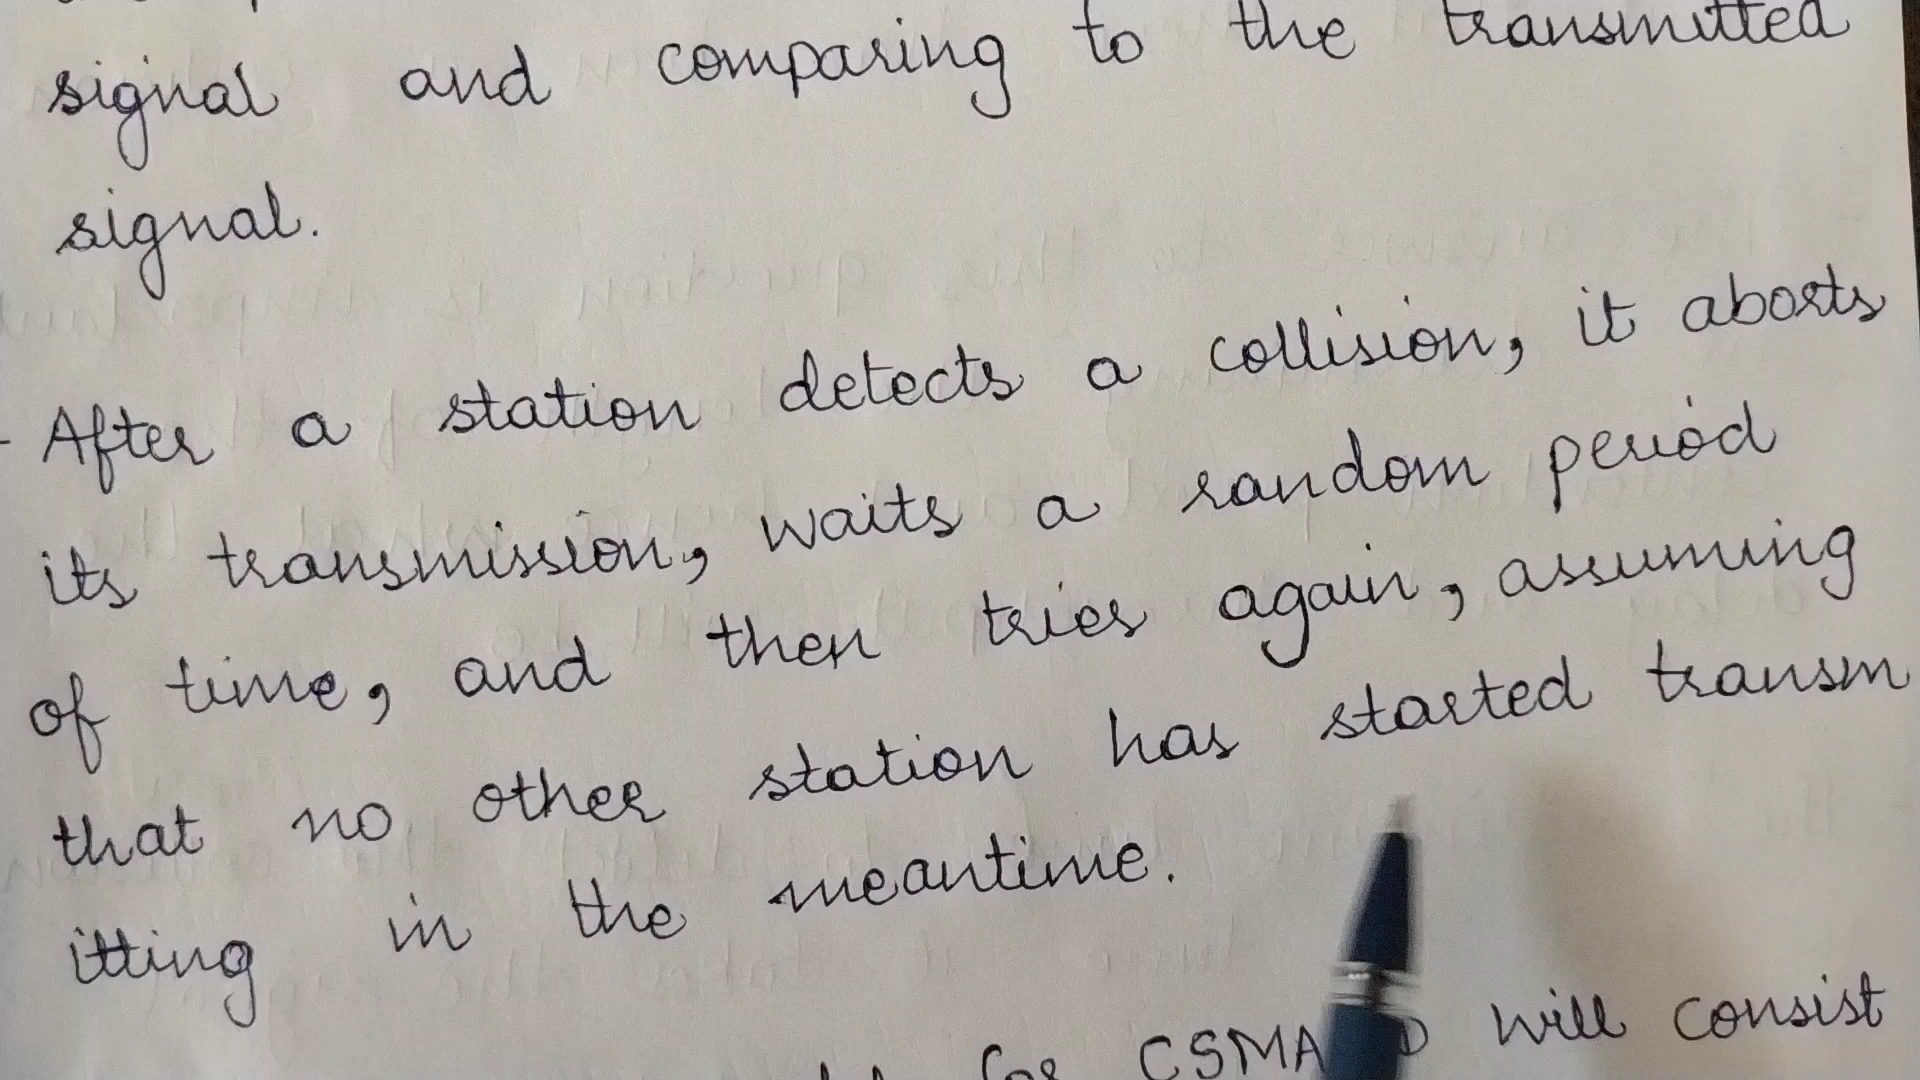 signal and comparing to the transmitted
signal.
- After a station detects a collision, it aborts
its transmission, waits a random period
of time, and then tries again, assuming
that no other station has started transm
itting in the meantime.
for CSMA D will consist